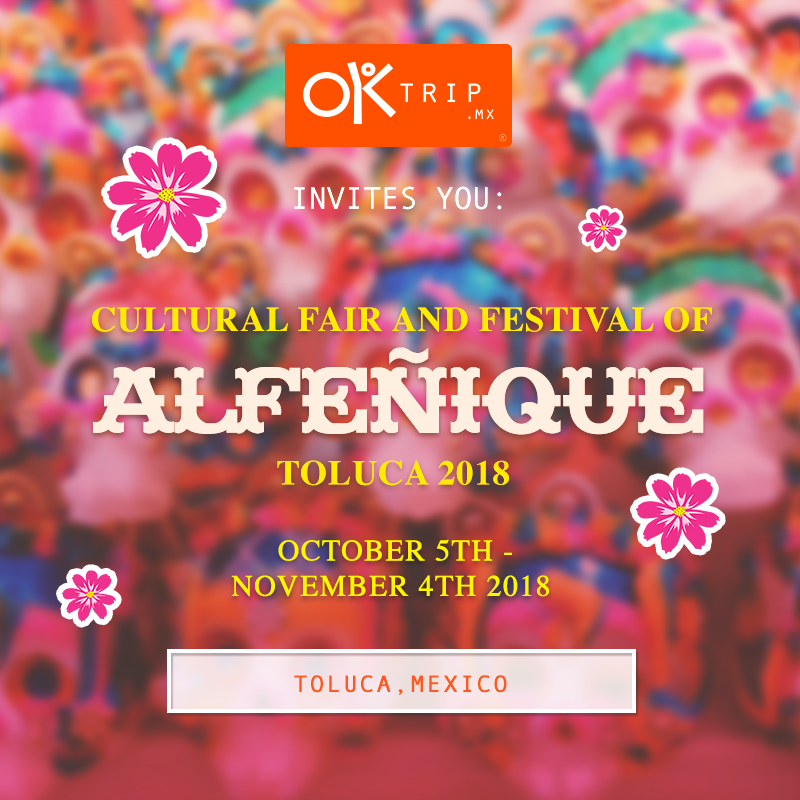 OK TRIP
.MX
®
INVITES YOU:
CULTURAL FAIR AND FESTIVAL OF
ALFEÑIQUE
TOLUCA 2018
OCTOBER 5TH -
NOVEMBER 4TH 2018
TOLUCA,MEXICO